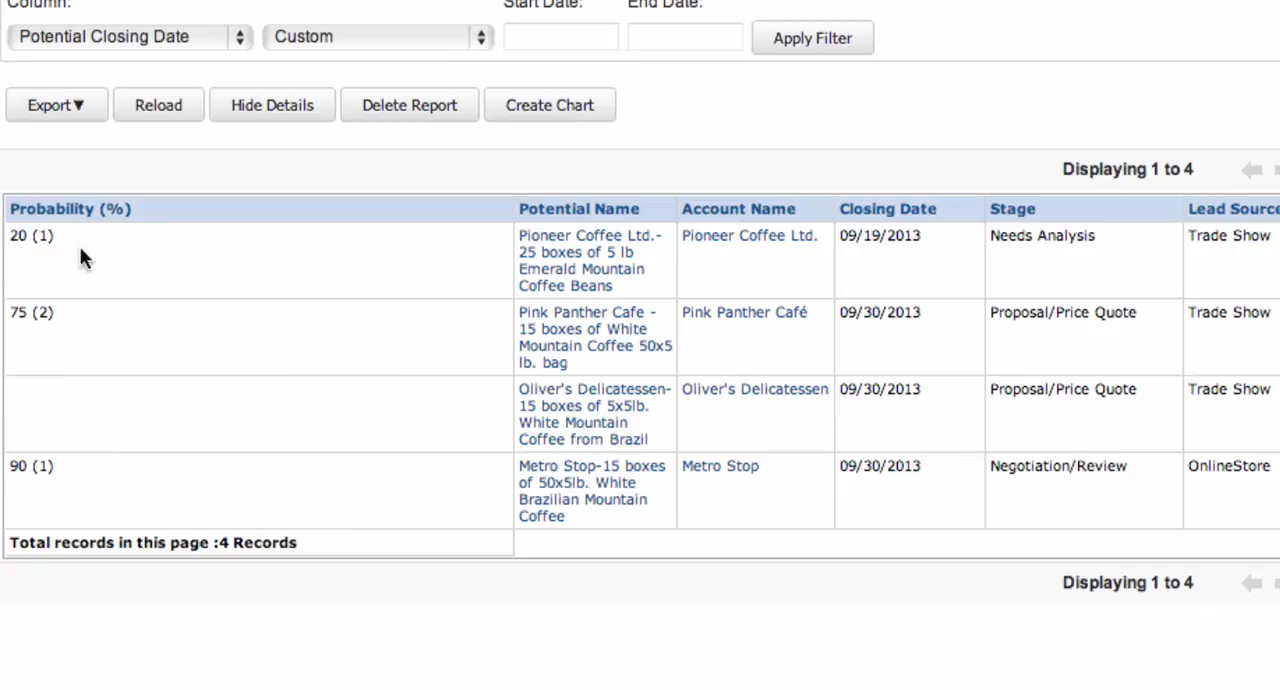 Column:
Start Date:
End Date:
Potential Closing Date
Custom
Apply Filter
Export▼
Reload
Hide Details
Delete Report
Create Chart
Displaying 1 to 4
Probability (%)
Potential Name
Account Name
Closing Date
Stage
Lead Source
20 (1)
Pioneer Coffee Ltd.-
25 boxes of 5 lb
Emerald Mountain
Coffee Beans
Pioneer Coffee Ltd.
09/19/2013
Needs Analysis
Trade Show
75 (2)
Pink Panther Cafe -
15 boxes of White
Mountain Coffee 50x5
lb. bag
Pink Panther Café
09/30/2013
Proposal/Price Quote
Trade Show
Oliver's Delicatessen-
15 boxes of 5x5lb.
White Mountain
Coffee from Brazil
Oliver's Delicatessen
09/30/2013
Proposal/Price Quote
Trade Show
90 (1)
Metro Stop-15 boxes
of 50x5lb. White
Brazilian Mountain
Coffee
Metro Stop
09/30/2013
Negotiation/Review
OnlineStore
Total records in this page :4 Records
Displaying 1 to 4